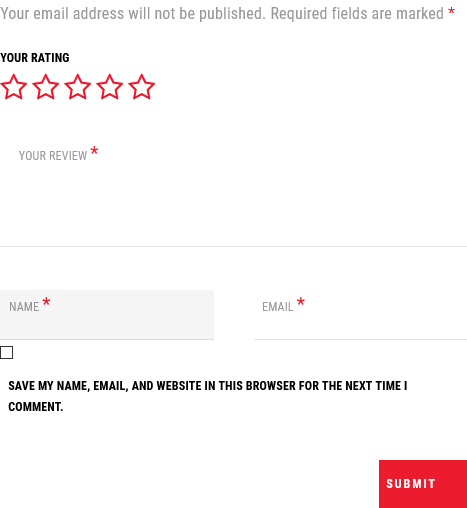 Your email address will not be published. Required fields are marked *
YOUR RATING
YOUR REVIEW *
NAME * EMAIL *
SAVE MY NAME, EMAIL, AND WEBSITE IN THIS BROWSER FOR THE NEXT TIME I
COMMENT.
SUBMIT